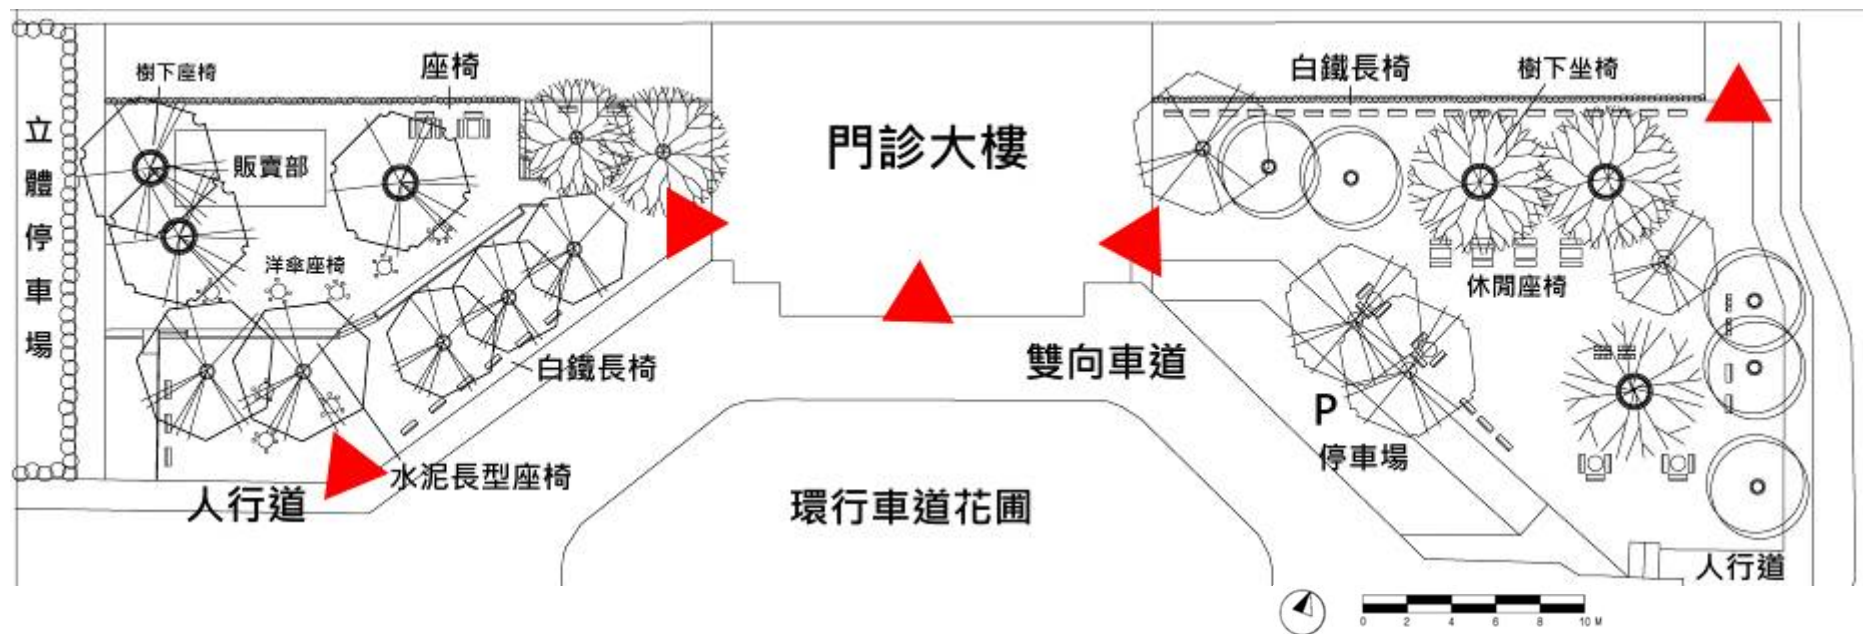 樹下座椅
座椅
白鐵長椅
樹下坐椅
立體停車場
販賣部
門診大樓
洋傘座椅
休閒座椅
白鐵長椅
雙向車道
P
停車場
水泥長型座椅
人行道
環行車道花圃
人行道
0 2 4 6 8 10 M